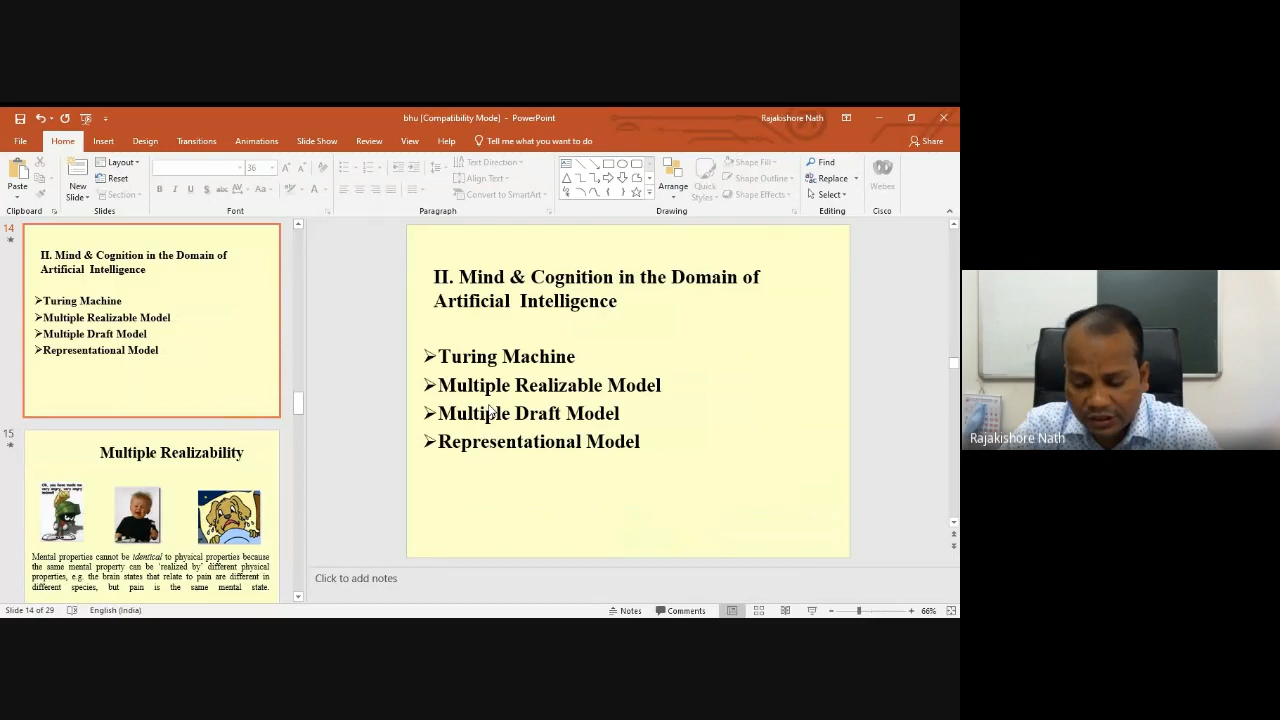 bhu [Compatibility Mode] - PowerPoint
Rajakishore Nath
File Home Insert Design Transitions Animations Slide Show Review View Help Tell me what you want to do
Share
Paste
Clipboard
New
Slide
Layout
Reset
Section
Slides
36
B I U S abc AV Aa A
Font
Text Direction
Align Text
Convert to SmartArt
Paragraph
Arrange
Quick
Styles
Shape Fill
Shape Outline
Shape Effects
Drawing
Find
Replace
Select
Editing
Webex
Cisco
14
II. Mind & Cognition in the Domain of
Artificial Intelligence
➢Turing Machine
➢Multiple Realizable Model
➢Multiple Draft Model
➢Representational Model
15
Multiple Realizability
Mental properties cannot be identical to physical properties because
the same mental property can be 'realized by' different physical
properties, e.g. the brain states that relate to pain are different in
different species, but pain is the same mental state.
II. Mind & Cognition in the Domain of
Artificial Intelligence
➢Turing Machine
➢Multiple Realizable Model
➢Multiple Draft Model
➢Representational Model
Click to add notes
Slide 14 of 29 English (India) Notes Comments 66%
Rajakishore Nath